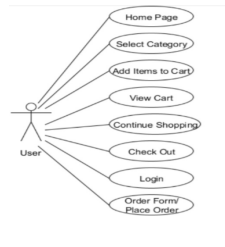 Home Page
Select Category
Add Items to Cart
View Cart
Continue Shopping
User
Check Out
Login
Order Form/
Place Order